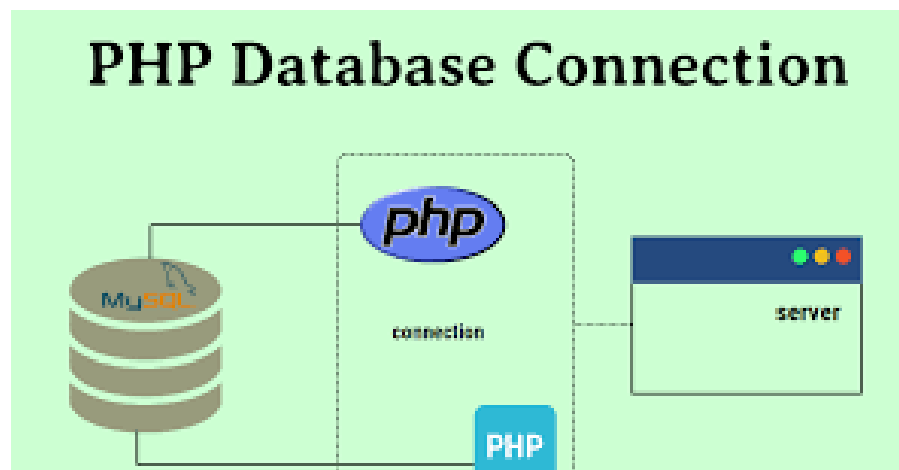 PHP Database Connection
php
MySQL
server
connection
PHP